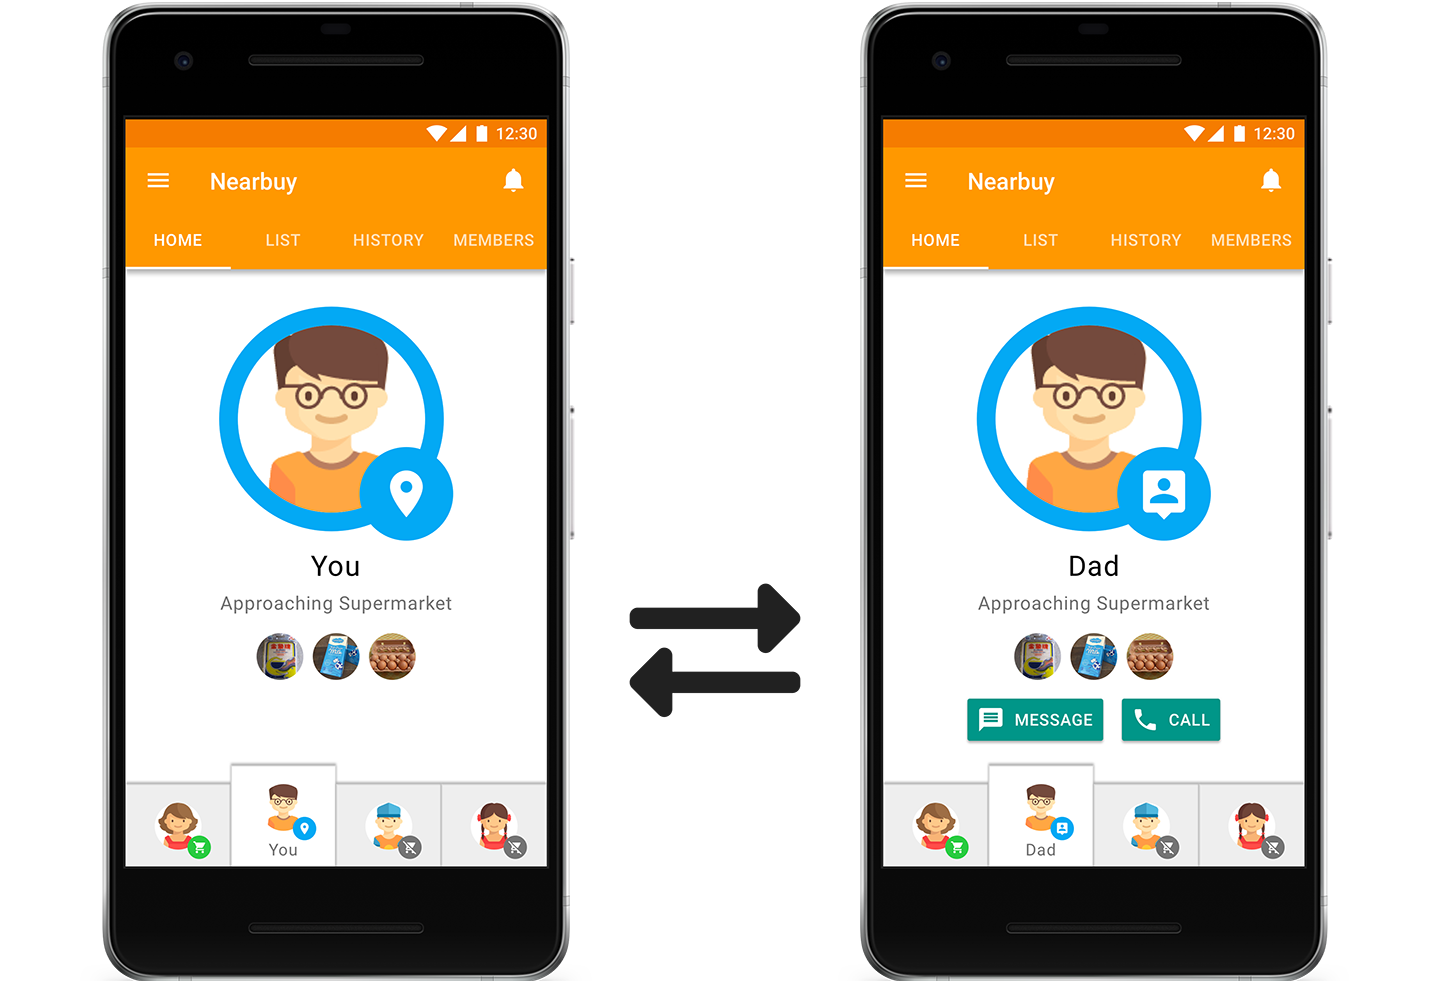 12:30
Nearbuy
HOME LIST HISTORY MEMBERS
You
Approaching Supermarket
You
12:30
Nearbuy
HOME LIST HISTORY MEMBERS
Dad
Approaching Supermarket
MESSAGE CALL
Dad